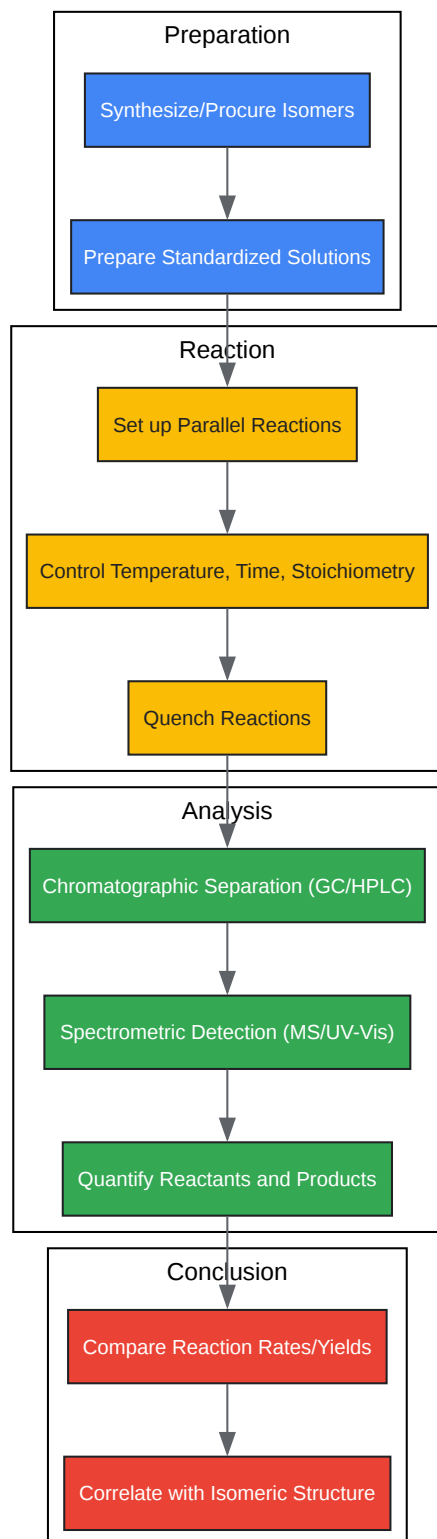 Preparation
Synthesize/Procure Isomers
Prepare Standardized Solutions
Reaction
Set up Parallel Reactions
Control Temperature, Time, Stoichiometry
Quench Reactions
Analysis
Chromatographic Separation (GC/HPLC)
Spectrometric Detection (MS/UV-Vis)
Quantify Reactants and Products
Conclusion
Compare Reaction Rates/Yields
Correlate with Isomeric Structure